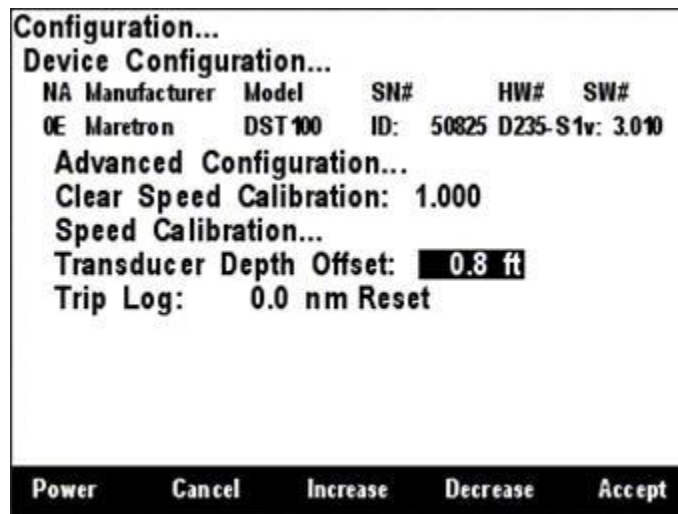 Configuration...
Device Configuration...
NA Manufacturer Model SN# HW# SW#
0E Maretron DST100 ID: 50825 D235-S1v: 3.010
Advanced Configuration...
Clear Speed Calibration: 1.000
Speed Calibration...
Transducer Depth Offset: 0.8 ft
Trip Log: 0.0 nm Reset
Power Cancel Increase Decrease Accept